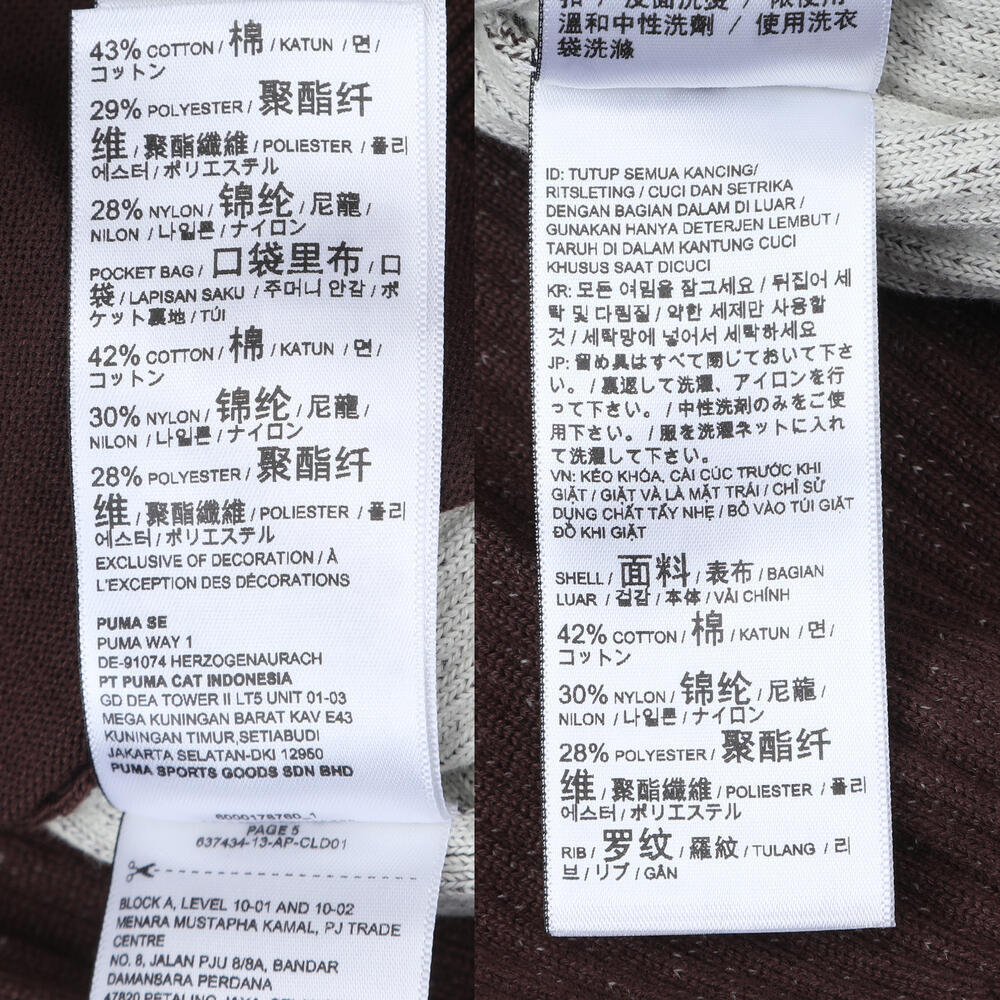 43% COTTON / 棉 / KATUN / 면 /
コットン
29% POLYESTER / 聚酯纤
维 / 聚酯纖維 / POLIESTER / 폴리
에스터 / ポリエステル
28% NYLON / 锦纶 / 尼龍 /
NILON / 나일론 / ナイロン
POCKET BAG / 口袋里布 / 口
袋 / LAPISAN SAKU / 주머니 안감 / ポ
ケット裏地 / TÚI
42% COTTON / 棉 / KATUN / 면 /
コットン
30% NYLON / 锦纶 / 尼龍 /
NILON / 나일론 / ナイロン
28% POLYESTER / 聚酯纤
维 / 聚酯纖維 / POLIESTER / 폴리
에스터 / ポリエステル
EXCLUSIVE OF DECORATION / À
L'EXCEPTION DES DÉCORATIONS
PUMA SE
PUMA WAY 1
DE-91074 HERZOGENAURACH
PT PUMA CAT INDONESIA
GD DEA TOWER II LT5 UNIT 01-03
MEGA KUNINGAN BARAT KAV E43
KUNINGAN TIMUR,SETIABUDI
JAKARTA SELATAN-DKI 12950
PUMA SPORTS GOODS SDN BHD
6000178760_1
PAGE 5
637434-13-AP-CLD01
BLOCK A, LEVEL 10-01 AND 10-02
MENARA MUSTAPHA KAMAL, PJ TRADE
CENTRE
NO. 8, JALAN PJU 8/8A, BANDAR
DAMANSARA PERDANA
47820 PETALING JAYA,
扣 / 反面洗燙 / 限使用
溫和中性洗劑 / 使用洗衣
袋洗滌
ID: TUTUP SEMUA KANCING/
RITSLETING / CUCI DAN SETRIKA
DENGAN BAGIAN DALAM DI LUAR /
GUNAKAN HANYA DETERJEN LEMBUT /
TARUH DI DALAM KANTUNG CUCI
KHUSUS SAAT DICUCI
KR: 모든 여밈을 잠그세요 / 뒤집어 세
탁 및 다림질 / 약한 세제만 사용할
것 / 세탁망에 넣어서 세탁하세요
JP: 留め具はすべて閉じておいて下さ
い。 / 裏返して洗濯、アイロンを行
って下さい。 / 中性洗剤のみをご使
用下さい。 / 服を洗濯ネットに入れ
て洗濯して下さい。
VN: KÉO KHÓA, CÀI CÚC TRƯỚC KHI
GIẶT / GIẶT VÀ LÀ MẶT TRÁI / CHỈ SỬ
DỤNG CHẤT TẨY NHẸ / BỎ VÀO TÚI GIẶT
ĐỒ KHI GIẶT
SHELL / 面料 / 表布 / BAGIAN
LUAR / 겉감 / 本体 / VẢI CHÍNH
42% COTTON / 棉 / KATUN / 면 /
コットン
30% NYLON / 锦纶 / 尼龍 /
NILON / 나일론 / ナイロン
28% POLYESTER / 聚酯纤
维 / 聚酯纖維 / POLIESTER / 폴리
에스터 / ポリエステル
RIB / 罗纹 / 羅紋 / TULANG / 리
브 / リブ / GÂN